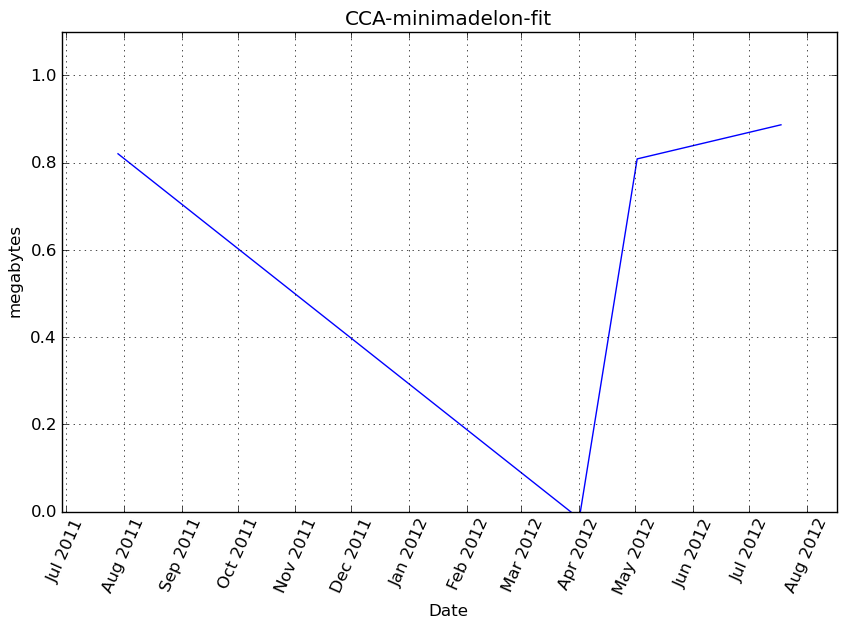 CCA-minimadelon-fit
megabytes
1.0
0.8
0.6
0.4
0.2
0.0
Jul 2011
Aug 2011
Sep 2011
Oct 2011
Nov 2011
Dec 2011
Jan 2012
Feb 2012
Mar 2012
Apr 2012
May 2012
Jun 2012
Jul 2012
Aug 2012
Date